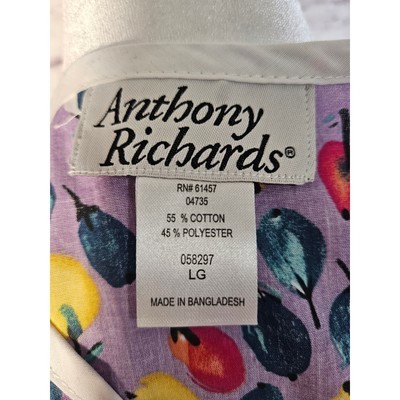 Anthony
Richards®
RN# 61457
04735
55 % COTTON
45 % POLYESTER
058297
LG
MADE IN BANGLADESH